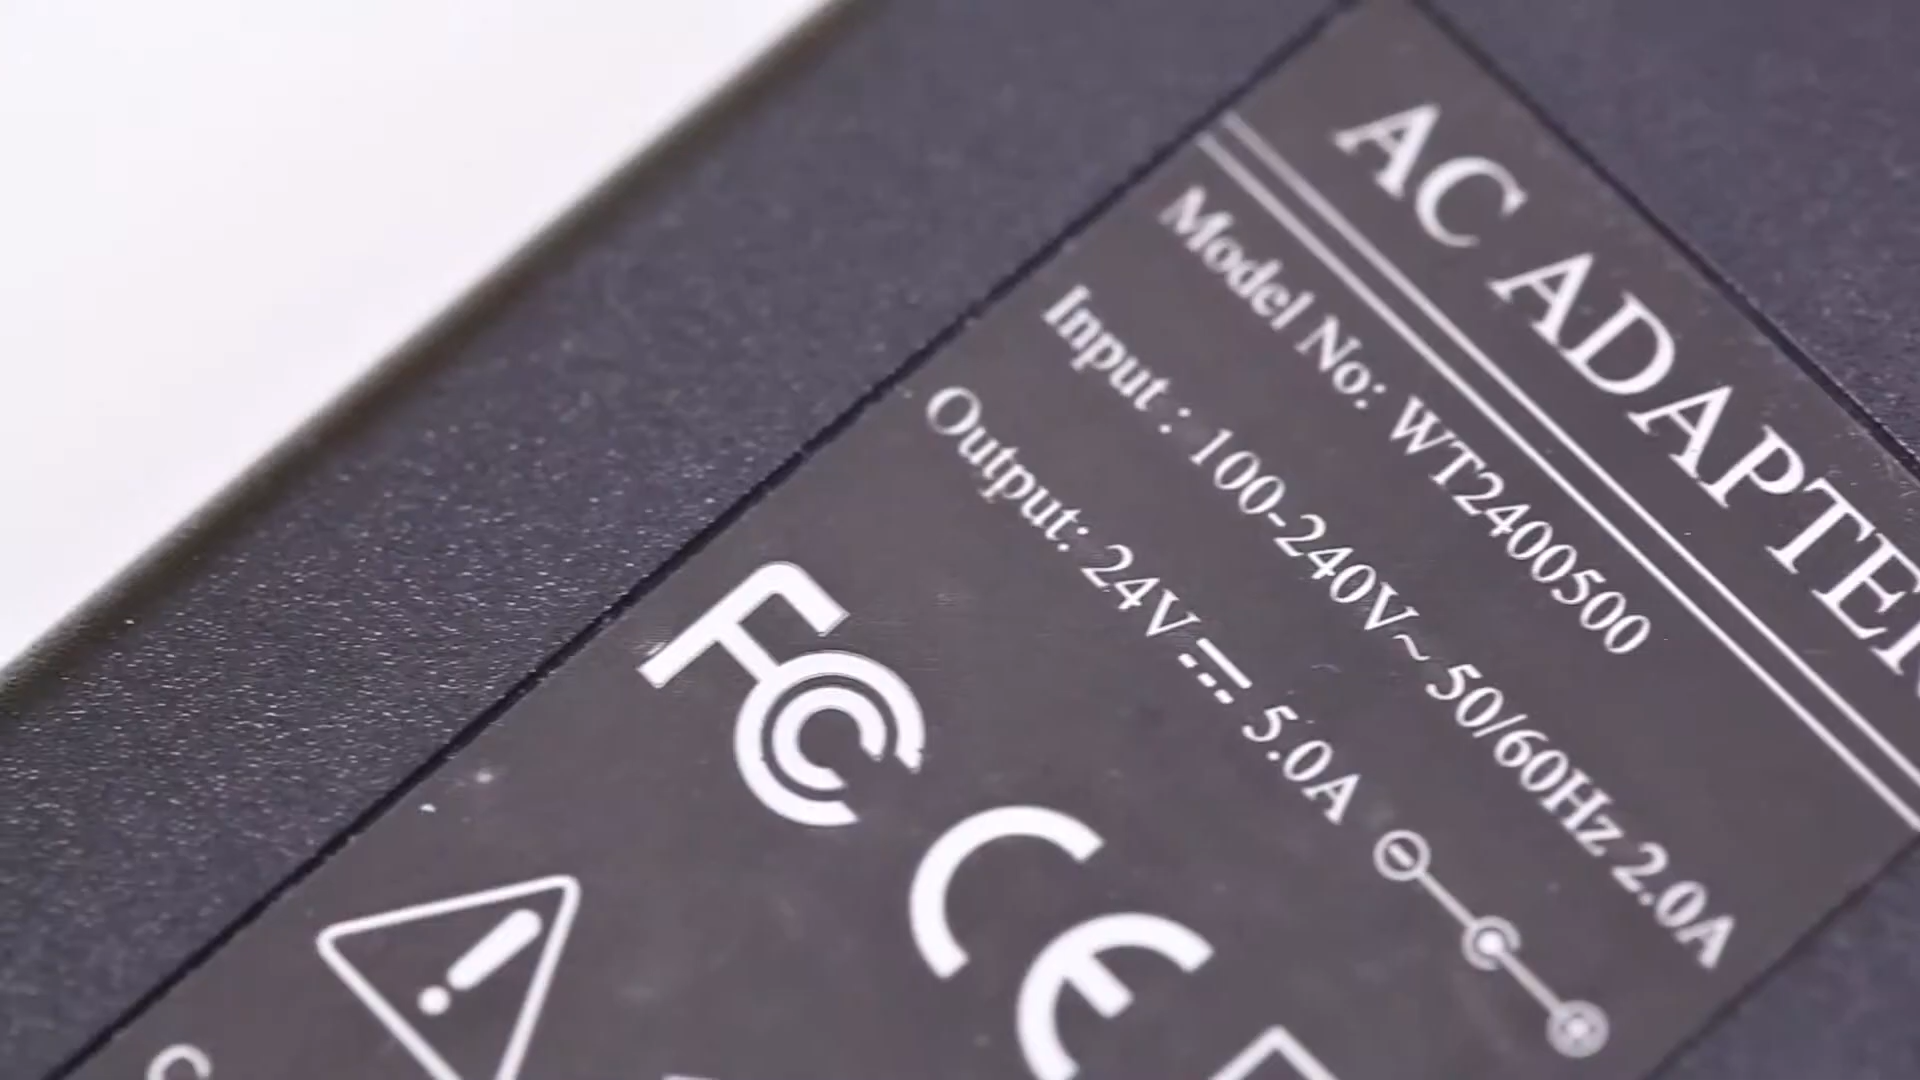 AC ADAPTER
Model No: WT2400500
Input : 100-240V~ 50/60Hz 2.0A
Output: 24V⎓ 5.0A
FC
CE